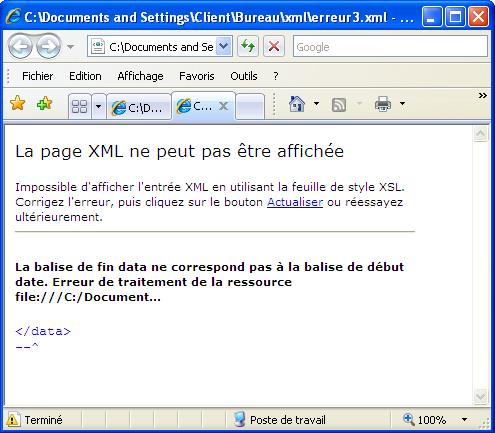 C:\Documents and Settings\Client\Bureau\xml\erreur3.xml - ...
C:\Documents and Se
Google
Fichier Edition Affichage Favoris Outils ?
C:\D... C...
»
La page XML ne peut pas être affichée
Impossible d'afficher l'entrée XML en utilisant la feuille de style XSL.
Corrigez l'erreur, puis cliquez sur le bouton Actualiser ou réessayez
ultérieurement.
La balise de fin data ne correspond pas à la balise de début
date. Erreur de traitement de la ressource
file:///C:/Document...
</data>
--^
Terminé Poste de travail 100%